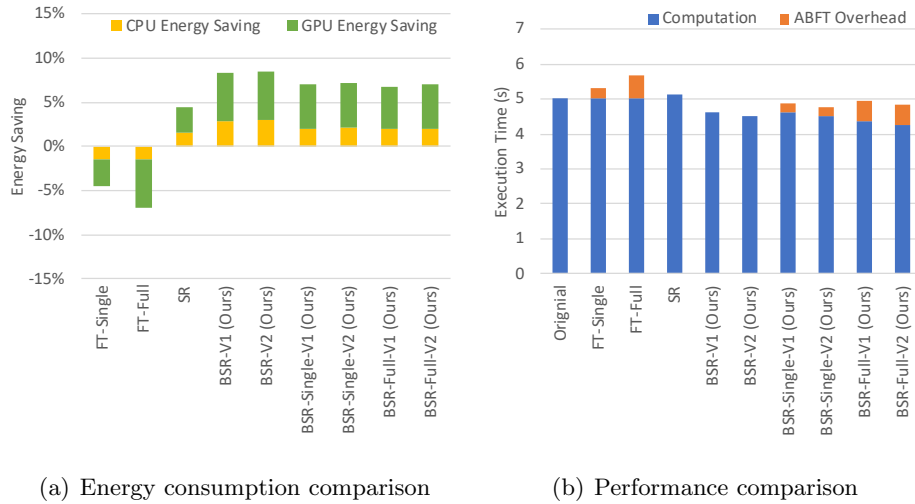 15%
10%
5%
0%
-5%
-10%
-15%
Energy Saving
CPU Energy Saving
GPU Energy Saving
FT-Single
FT-Full
SR
BSR-V1 (Ours)
BSR-V2 (Ours)
BSR-Single-V1 (Ours)
BSR-Single-V2 (Ours)
BSR-Full-V1 (Ours)
BSR-Full-V2 (Ours)
(a) Energy consumption comparison
Computation
ABFT Overhead
7
6
5
4
3
2
1
0
Execution Time (s)
Orignial
FT-Single
FT-Full
SR
BSR-V1 (Ours)
BSR-V2 (Ours)
BSR-Single-V1 (Ours)
BSR-Single-V2 (Ours)
BSR-Full-V1 (Ours)
BSR-Full-V2 (Ours)
(b) Performance comparison